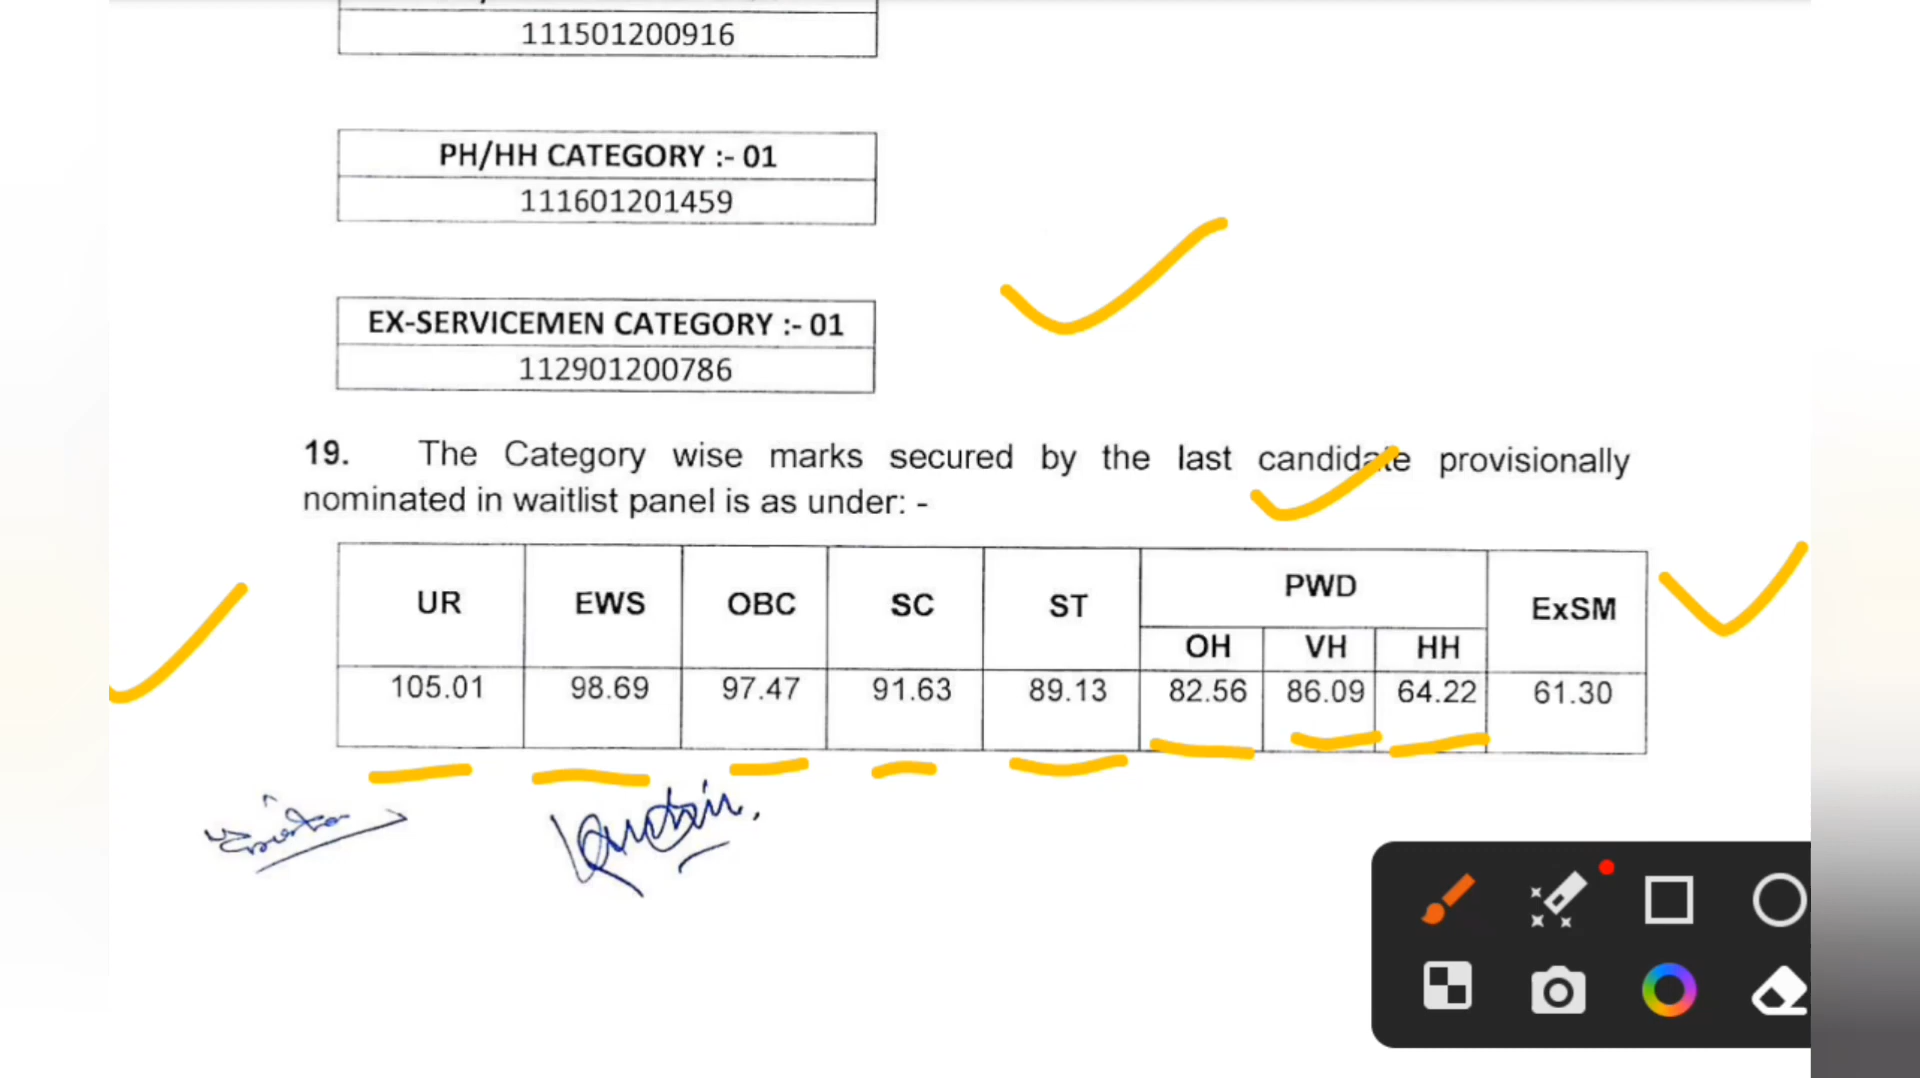 111501200916
PH/HH CATEGORY :- 01
111601201459
EX-SERVICEMEN CATEGORY :- 01
112901200786
19. The Category wise marks secured by the last candidate provisionally
nominated in waitlist panel is as under: -
UR EWS OBC SC ST PWD ExSM
OH VH HH
105.01 98.69 97.47 91.63 89.13 82.56 86.09 64.22 61.30